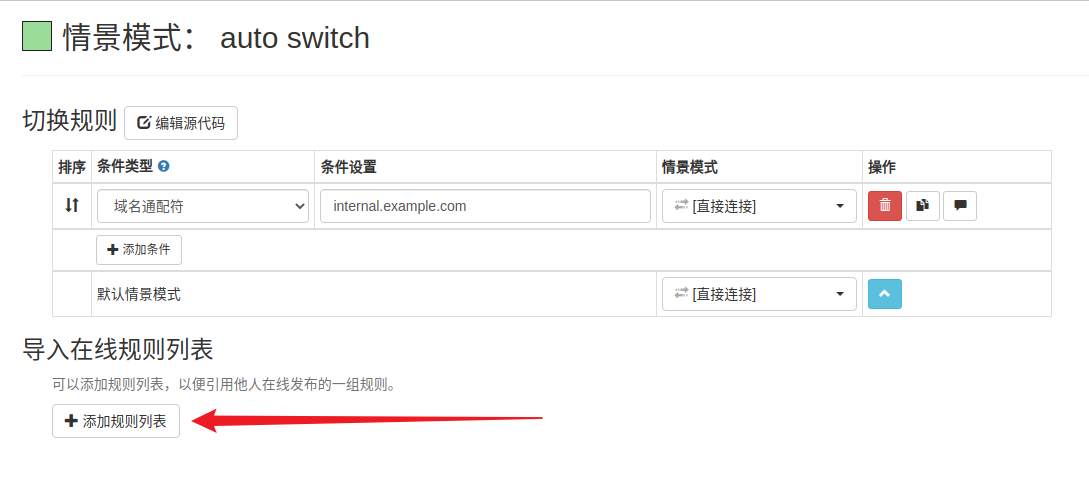 情景模式： auto switch
切换规则 编辑源代码
排序 条件类型 条件设置 情景模式 操作
域名通配符 internal.example.com [直接连接]
添加条件
默认情景模式 [直接连接]
导入在线规则列表
可以添加规则列表，以便引用他人在线发布的一组规则。
添加规则列表